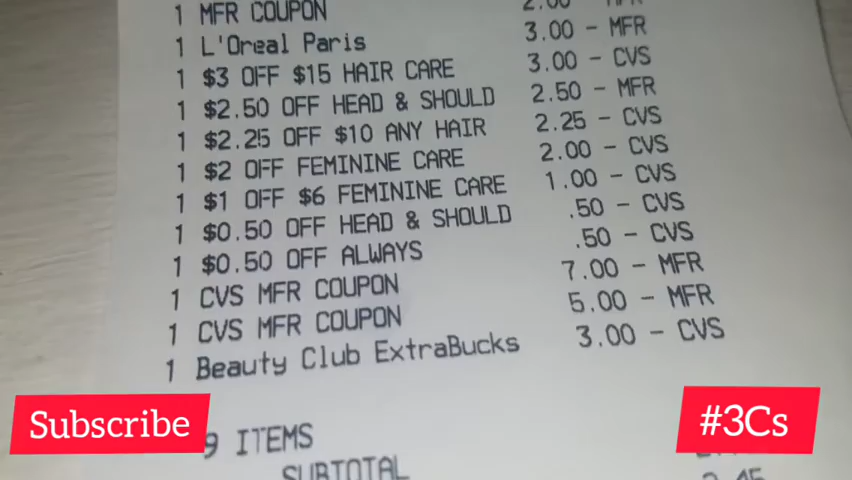 1 MFR COUPON 2.00 - MFR
1 L'Oreal Paris 3.00 - MFR
1 $3 OFF $15 HAIR CARE 3.00 - CVS
1 $2.50 OFF HEAD & SHOULD 2.50 - MFR
1 $2.25 OFF $10 ANY HAIR 2.25 - CVS
1 $2 OFF FEMININE CARE 2.00 - CVS
1 $1 OFF $6 FEMININE CARE 1.00 - CVS
1 $0.50 OFF HEAD & SHOULD .50 - CVS
1 $0.50 OFF ALWAYS .50 - CVS
1 CVS MFR COUPON 7.00 - MFR
1 CVS MFR COUPON 5.00 - MFR
1 Beauty Club ExtraBucks 3.00 - CVS
Subscribe
#3Cs
9 ITEMS
SUBTOTAL